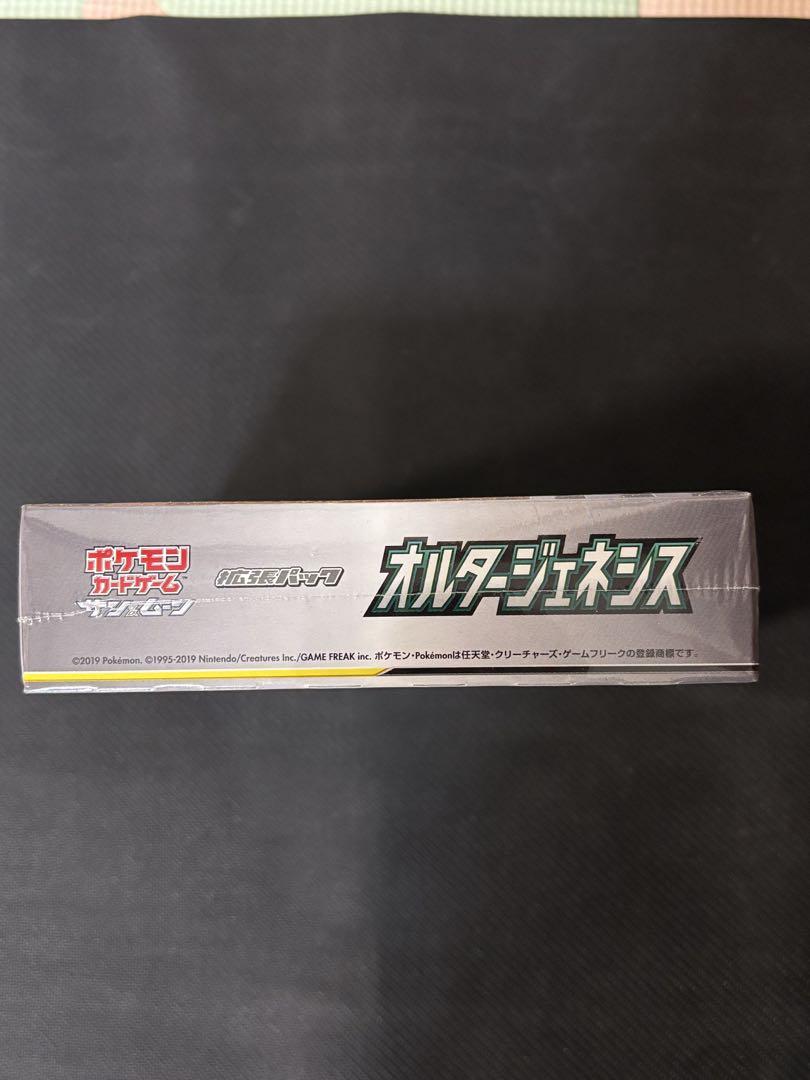 ポケモン
カードゲーム™
サン&ムーン
拡張パック
オルタージェネシス
©2019 Pokémon. ©1995-2019 Nintendo/Creatures Inc./GAME FREAK inc. ポケモン・Pokémonは任天堂・クリーチャーズ・ゲームフリークの登録商標です。